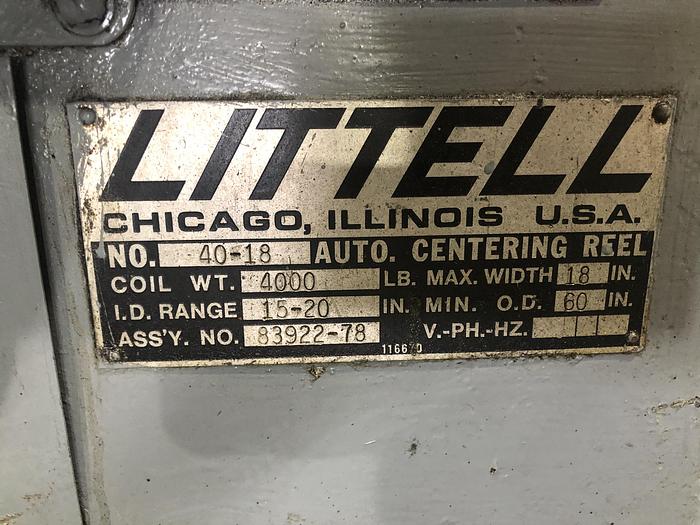 LITTELL
CHICAGO, ILLINOIS U.S.A.
NO. 40-18 AUTO. CENTERING REEL
COIL WT. 4000 LB. MAX. WIDTH 18 IN.
I.D. RANGE 15-20 IN. MIN. O.D. 60 IN.
ASS'Y. NO. 83922-78 V.-PH.-HZ.